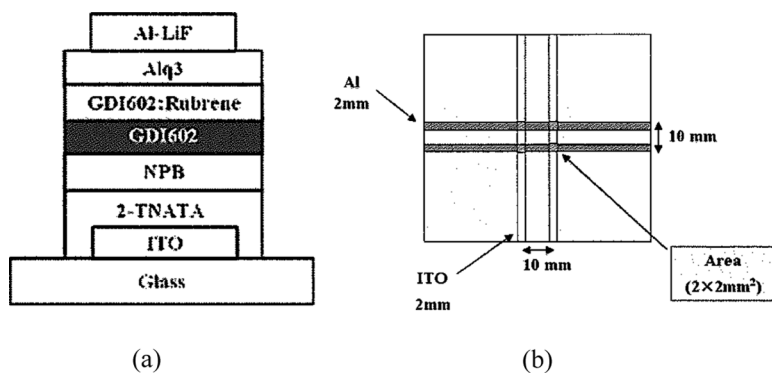 Al-LiF
Alq3
GDI602:Rubrene
GDI602
NPB
2-TNATA
ITO
Glass
(a)
Al
2mm
10 mm
10 mm
ITO
2mm
Area
(2×2mm²)
(b)